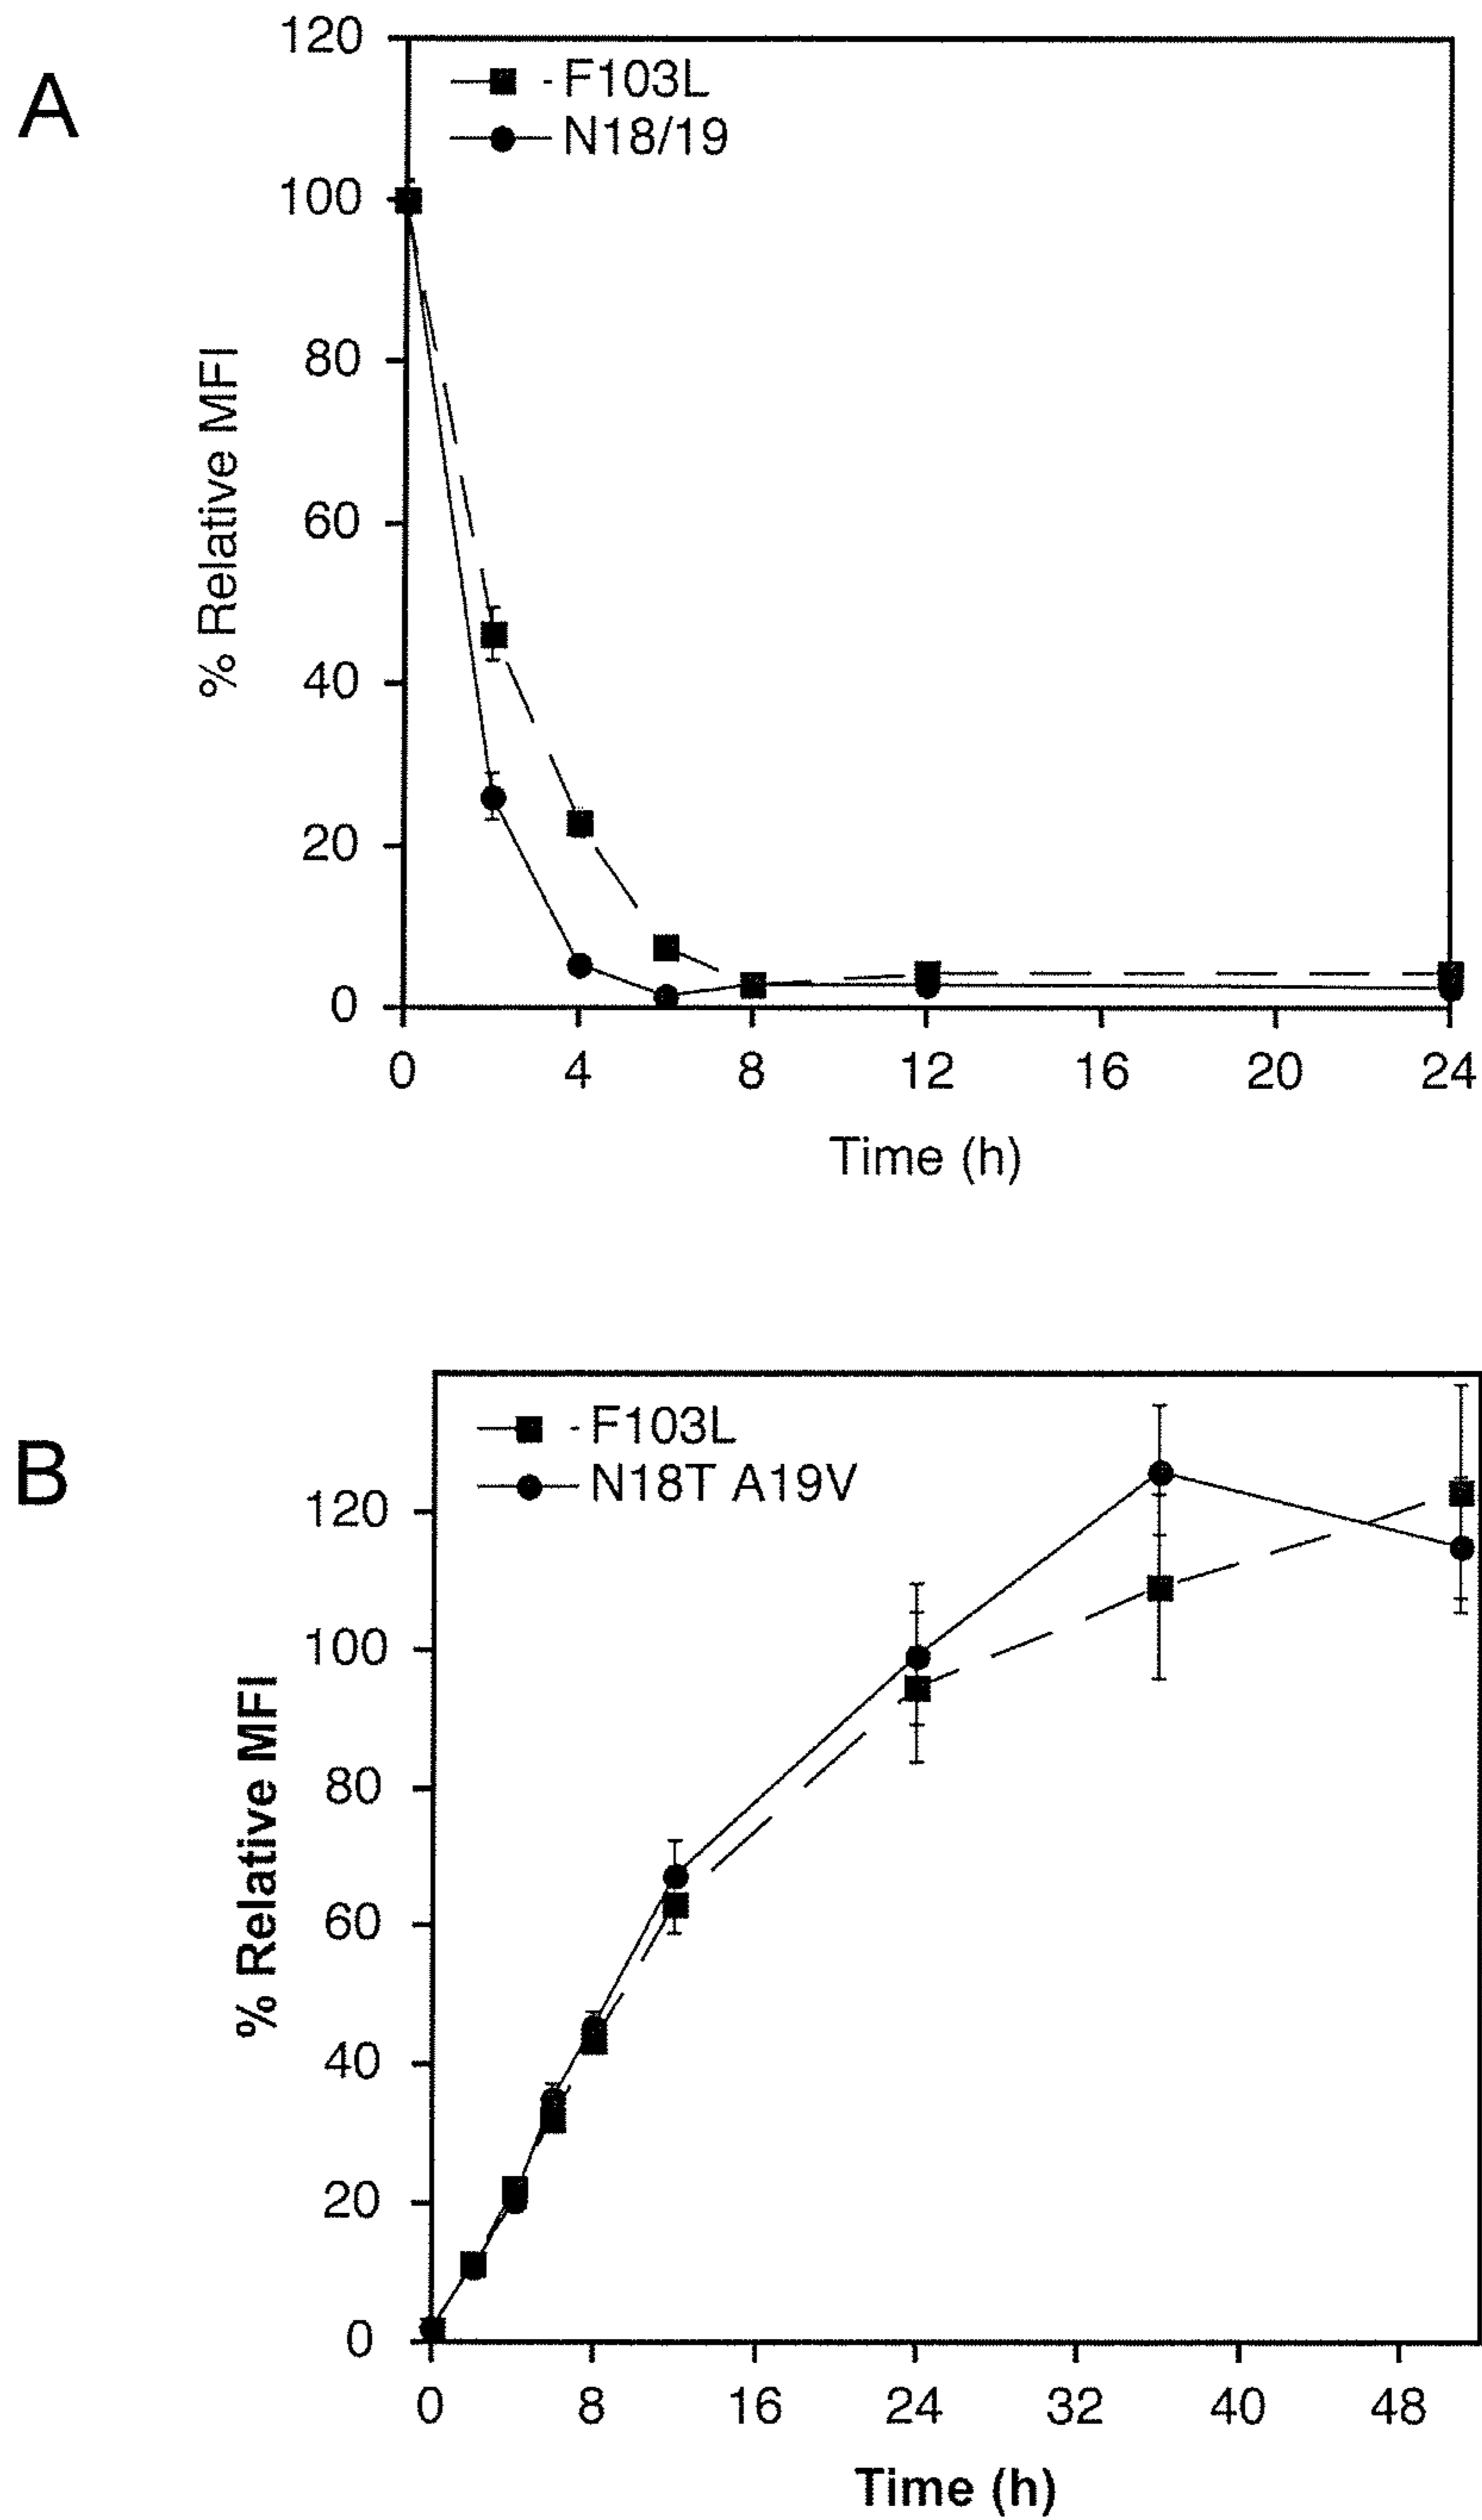 A
120
100
80
60
40
20
0
% Relative MFI
- F103L
N18/19
0 4 8 12 16 20 24
Time (h)
B
120
100
80
60
40
20
0
% Relative MFI
- F103L
N18T A19V
0 8 16 24 32 40 48
Time (h)